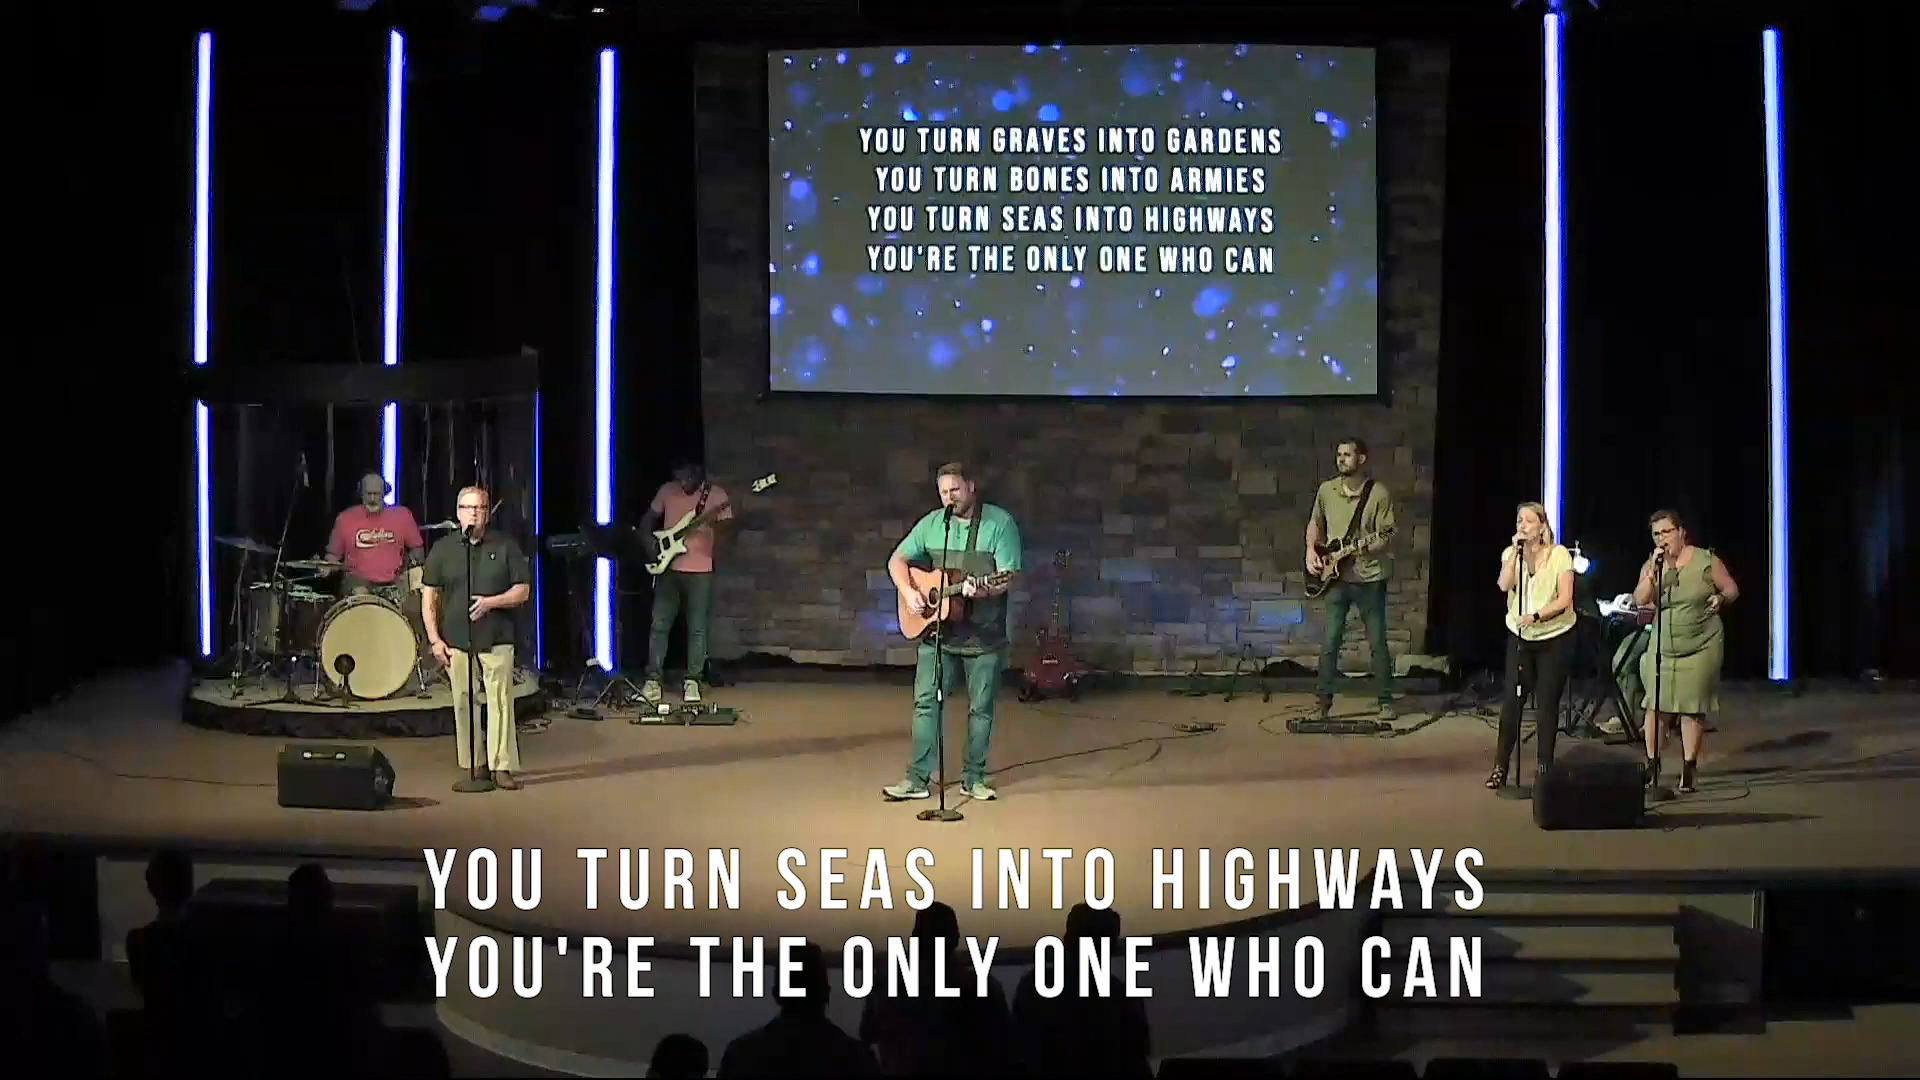 YOU TURN GRAVES INTO GARDENS
YOU TURN BONES INTO ARMIES
YOU TURN SEAS INTO HIGHWAYS
YOU'RE THE ONLY ONE WHO CAN
YOU TURN SEAS INTO HIGHWAYS
YOU'RE THE ONLY ONE WHO CAN